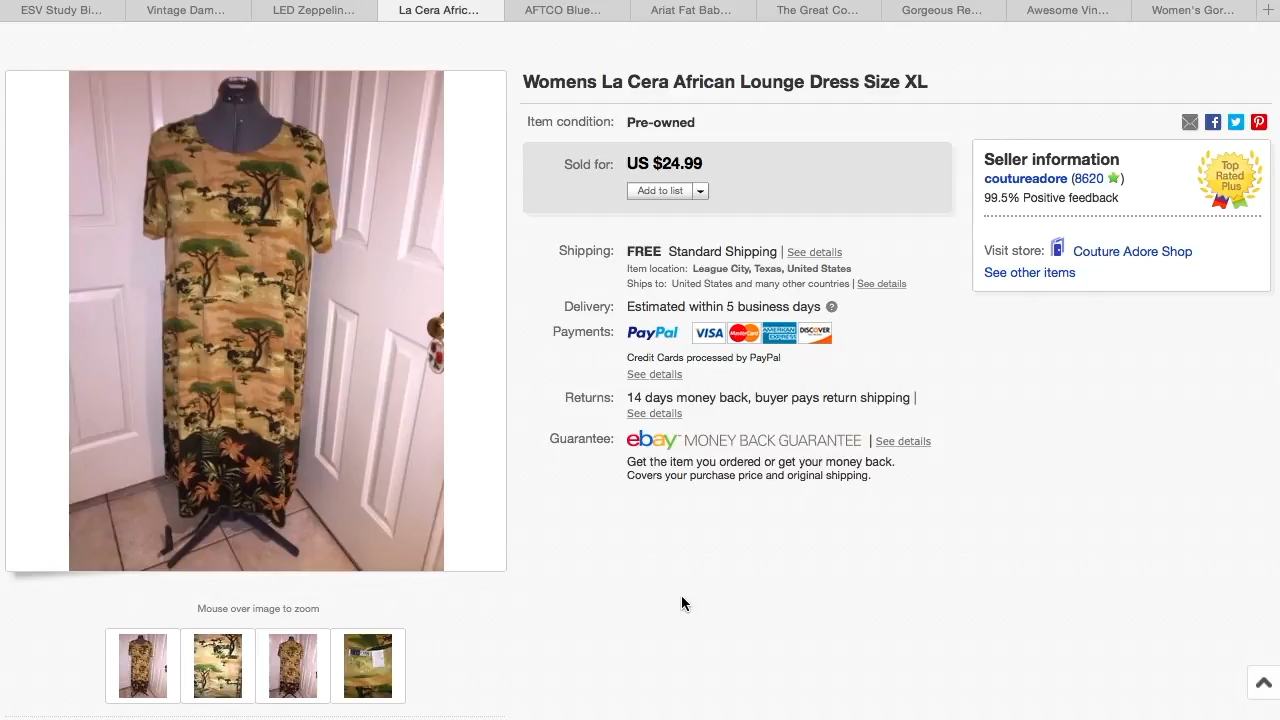 ESV Study Bi...
Vintage Dam...
LED Zeppelin...
La Cera Afric...
AFTCO Blue...
Ariat Fat Bab...
The Great Co...
Gorgeous Re...
Awesome Vin...
Women's Gor...
Womens La Cera African Lounge Dress Size XL
Item condition: Pre-owned
Sold for: US $24.99
Add to list
Shipping: FREE Standard Shipping | See details
Item location: League City, Texas, United States
Ships to: United States and many other countries | See details
Delivery: Estimated within 5 business days ?
Payments: PayPal VISA MasterCard AMERICAN EXPRESS DISCOVER
Credit Cards processed by PayPal
See details
Returns: 14 days money back, buyer pays return shipping |
See details
Guarantee: ebay MONEY BACK GUARANTEE | See details
Get the item you ordered or get your money back.
Covers your purchase price and original shipping.
Seller information
coutureadore (8620)
99.5% Positive feedback
Top
Rated
Plus
Visit store: Couture Adore Shop
See other items
Mouse over image to zoom